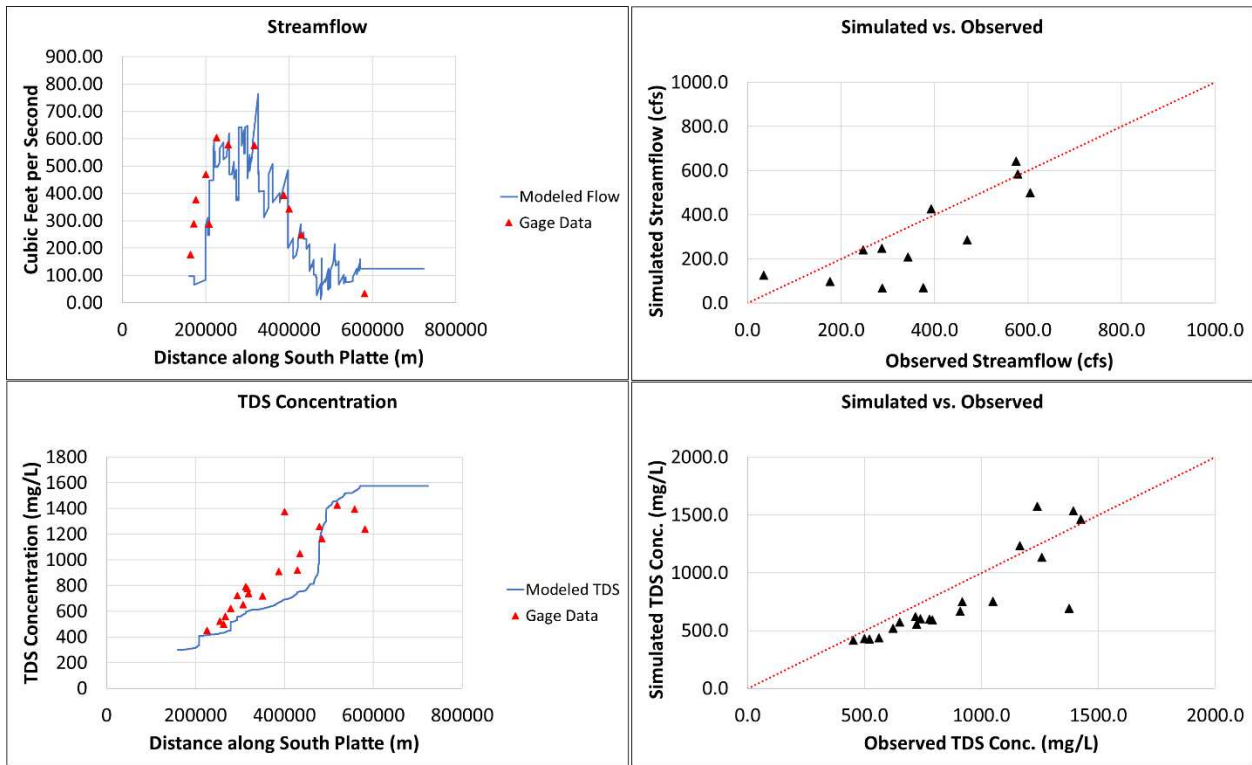 Streamflow
Cubic Feet per Second
900.00
800.00
700.00
600.00
500.00
400.00
300.00
200.00
100.00
0.00
0 200000 400000 600000 800000
Distance along South Platte (m)
Modeled Flow
Gage Data
Simulated vs. Observed
Simulated Streamflow (cfs)
1000.0
800.0
600.0
400.0
200.0
0.0
0.0 200.0 400.0 600.0 800.0 1000.0
Observed Streamflow (cfs)
TDS Concentration
TDS Concentration (mg/L)
1800
1600
1400
1200
1000
800
600
400
200
0
0 200000 400000 600000 800000
Distance along South Platte (m)
Modeled TDS
Gage Data
Simulated vs. Observed
Simulated TDS Conc. (mg/L)
2000.0
1500.0
1000.0
500.0
0.0
0.0 500.0 1000.0 1500.0 2000.0
Observed TDS Conc. (mg/L)